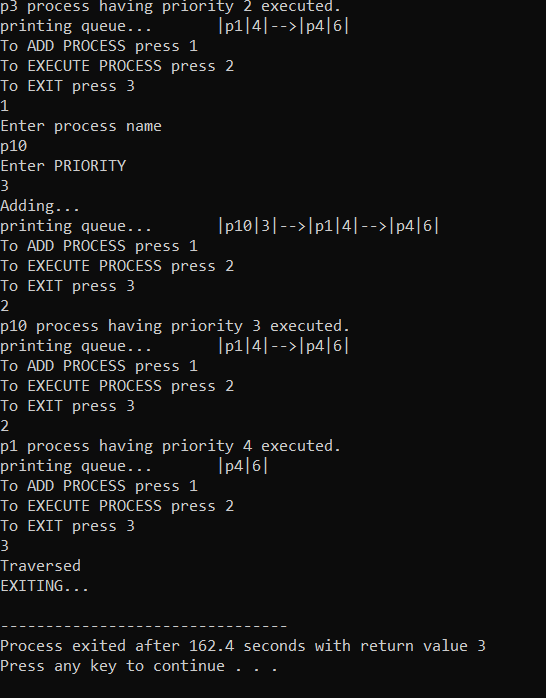 p3 process having priority 2 executed.
printing queue...       |p1|4|-->|p4|6|
To ADD PROCESS press 1
To EXECUTE PROCESS press 2
To EXIT press 3
1
Enter process name
p10
Enter PRIORITY
3
Adding...
printing queue...       |p10|3|-->|p1|4|-->|p4|6|
To ADD PROCESS press 1
To EXECUTE PROCESS press 2
To EXIT press 3
2
p10 process having priority 3 executed.
printing queue...       |p1|4|-->|p4|6|
To ADD PROCESS press 1
To EXECUTE PROCESS press 2
To EXIT press 3
2
p1 process having priority 4 executed.
printing queue...       |p4|6|
To ADD PROCESS press 1
To EXECUTE PROCESS press 2
To EXIT press 3
3
Traversed
EXITING...
--------------------------------
Process exited after 162.4 seconds with return value 3
Press any key to continue . . .